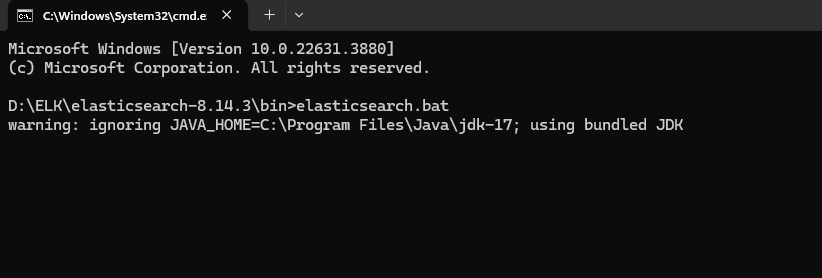 C:\Windows\System32\cmd.e
Microsoft Windows [Version 10.0.22631.3880]
(c) Microsoft Corporation. All rights reserved.
D:\ELK\elasticsearch-8.14.3\bin>elasticsearch.bat
warning: ignoring JAVA_HOME=C:\Program Files\Java\jdk-17; using bundled JDK